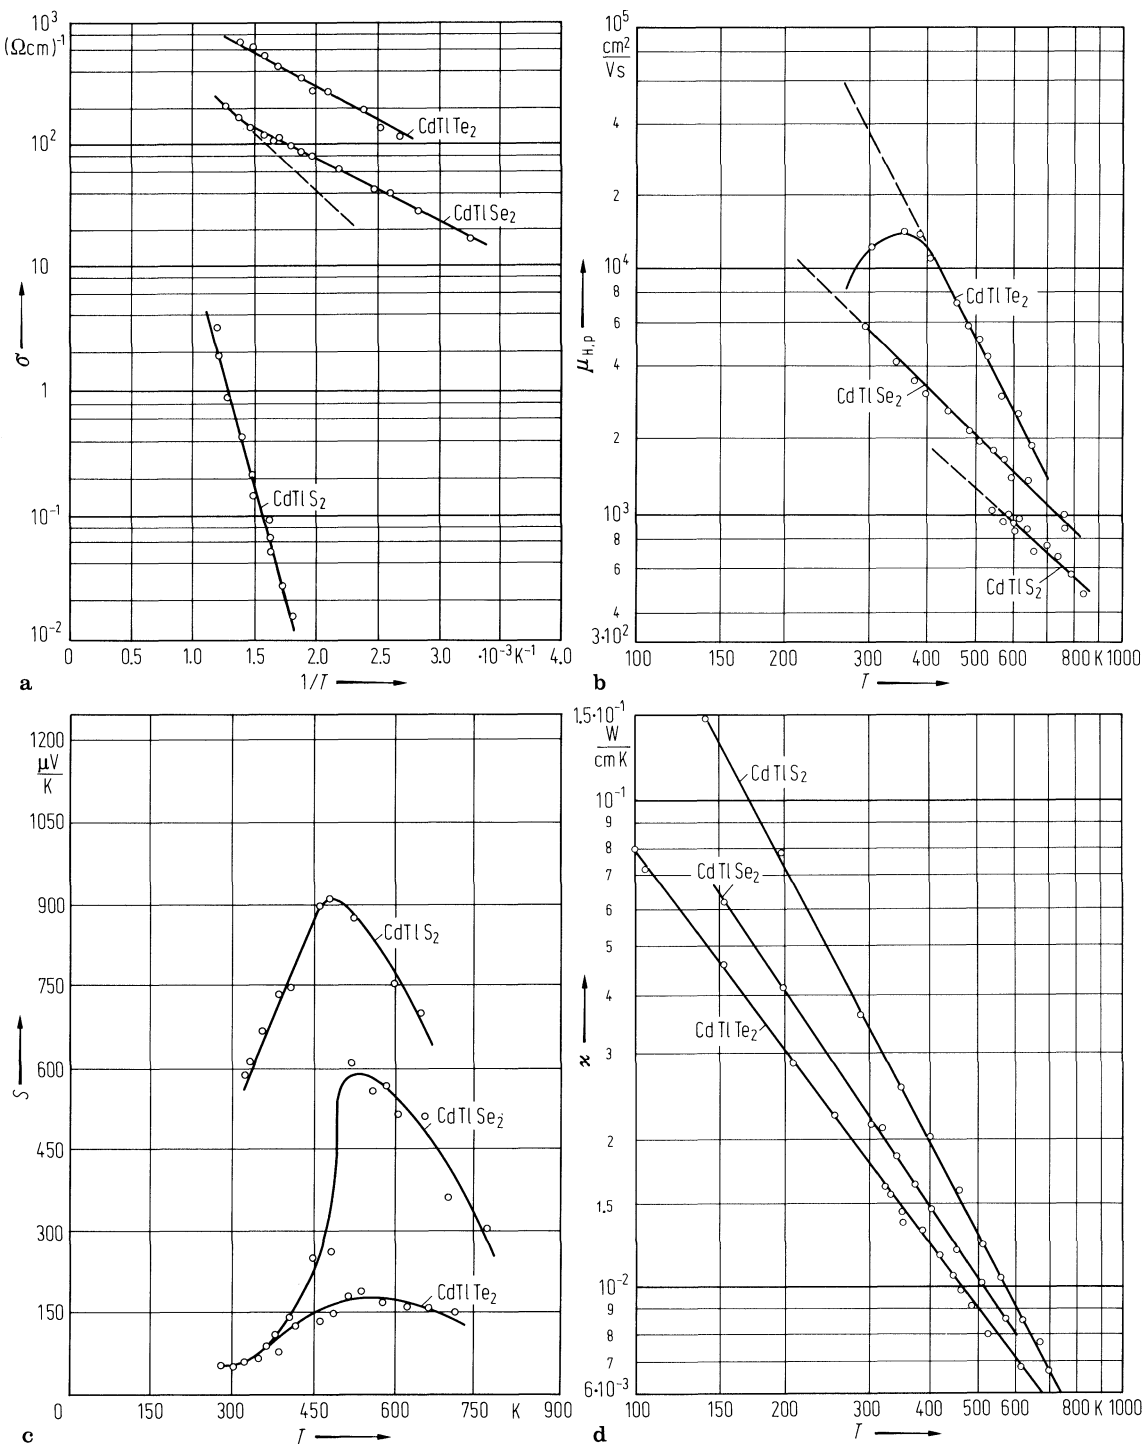 10³
(Ωcm)⁻¹
10²
10
1
10⁻¹
10⁻²
σ
CdTlTe₂
CdTlSe₂
CdTlS₂
0 0.5 1.0 1.5 2.0 2.5 3.0 ·10⁻³K⁻¹ 4.0
a 1/T
10⁵
cm²
Vs
4
2
10⁴
8
6
4
2
10³
8
6
4
3·10²
μH,p
CdTlTe₂
CdTlSe₂
CdTlS₂
100 150 200 300 400 500 600 800 K 1000
b T
1200
μV
K
1050
900
750
600
450
300
150
S
CdTlS₂
CdTlSe₂
CdTlTe₂
0 150 300 450 600 750 K 900
c T
1.5·10⁻¹
W
cm K
10⁻¹
9
8
7
6
5
4
3
2
1.5
10⁻²
9
8
7
6·10⁻³
ϰ
CdTlS₂
CdTlSe₂
CdTlTe₂
100 150 200 300 400 500 600 800 K 1000
d T